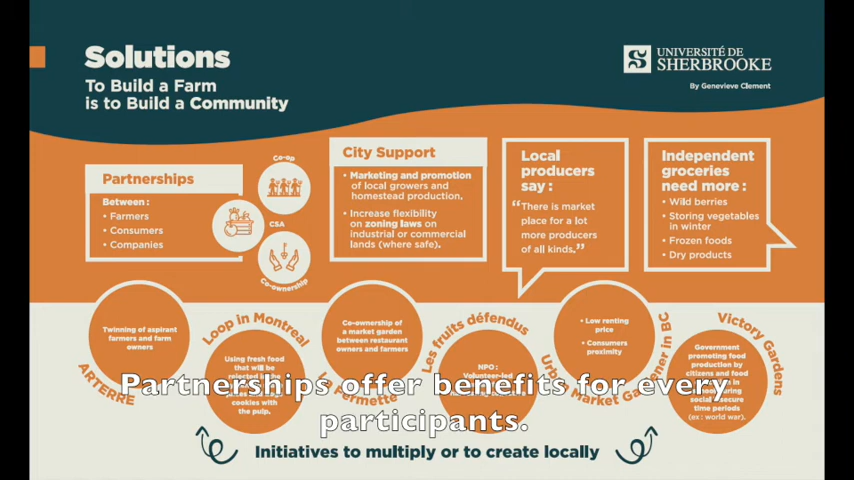 Solutions
To Build a Farm
is to Build a Community
UNIVERSITÉ DE
SHERBROOKE
By Genevieve Clement
Partnerships
Between :
• Farmers
• Consumers
• Companies
Co-op
CSA
Co-ownership
City Support
• Marketing and promotion
of local growers and
homestead production.
• Increase flexibility
on zoning laws on
industrial or commercial
lands (where safe).
Local
producers
say :
“There is market
place for a lot
more producers
of all kinds.”
Independent
groceries
need more :
• Wild berries
• Storing vegetables
in winter
• Frozen foods
• Dry products
Twinning of aspirant
farmers and farm
owners
ARTERRE
Loop in Montreal
Using fresh food
that will be
cookies with
the pulp.
Co-ownership of
a market garden
between restaurant
owners and farmers
Fermette
Les fruits défendus
NPO :
Volunteer-led
• Low renting
price
• Consumers
proximity
Urban Market Gardener in BC
Victory Gardens
Government
promoting food
production by
citizens and food
time periods
(ex : world war).
Partnerships offer benefits for every
participants.
Initiatives to multiply or to create locally